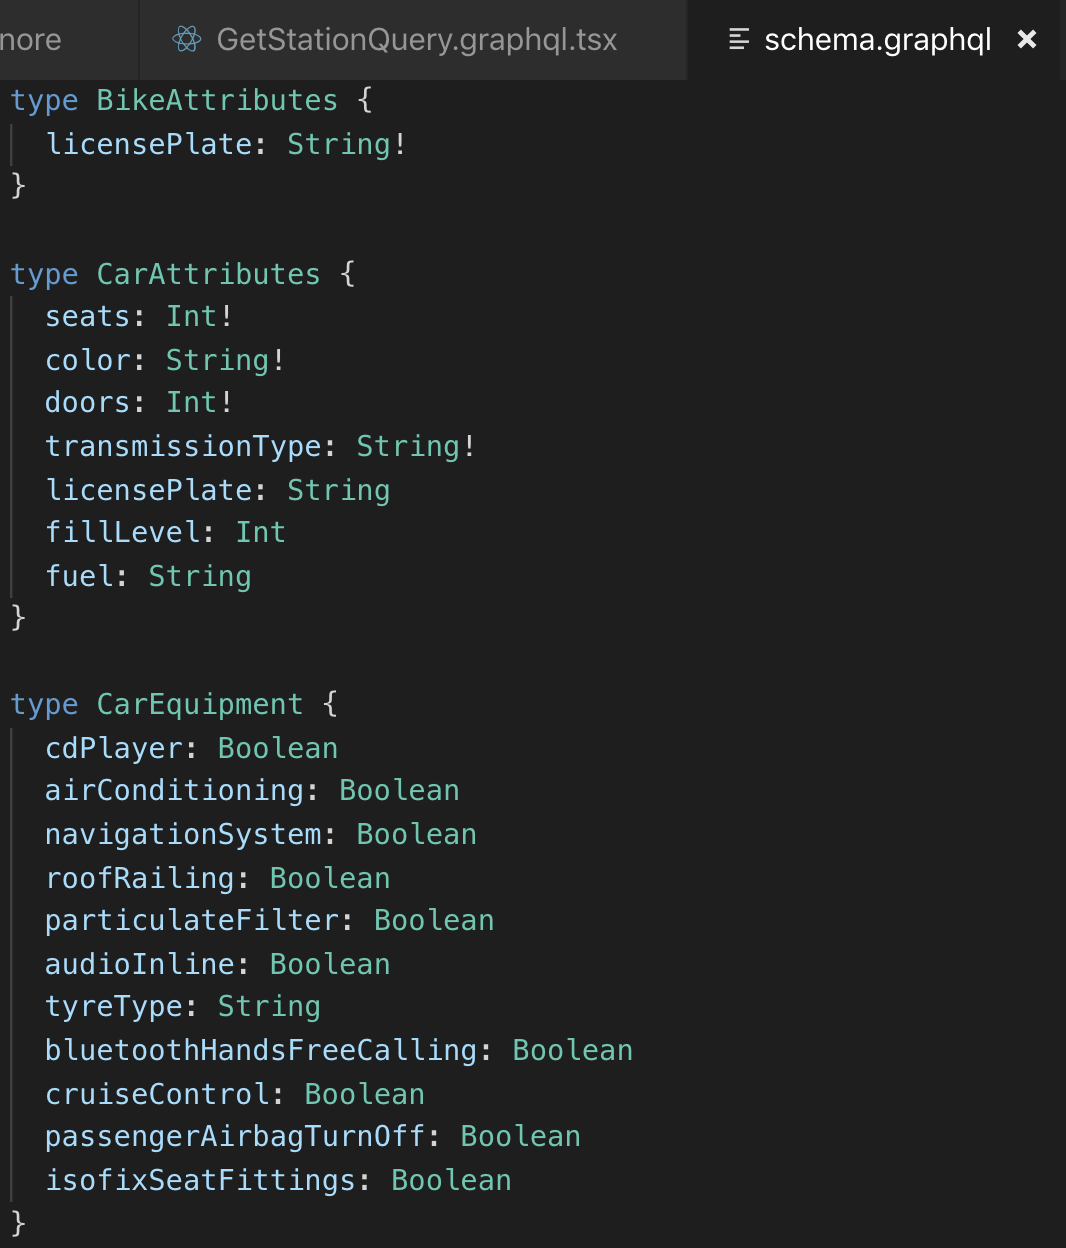 nore GetStationQuery.graphql.tsx schema.graphql
type BikeAttributes {
licensePlate: String!
}
type CarAttributes {
seats: Int!
color: String!
doors: Int!
transmissionType: String!
licensePlate: String
fillLevel: Int
fuel: String
}
type CarEquipment {
cdPlayer: Boolean
airConditioning: Boolean
navigationSystem: Boolean
roofRailing: Boolean
particulateFilter: Boolean
audioInline: Boolean
tyreType: String
bluetoothHandsFreeCalling: Boolean
cruiseControl: Boolean
passengerAirbagTurnOff: Boolean
isofixSeatFittings: Boolean
}